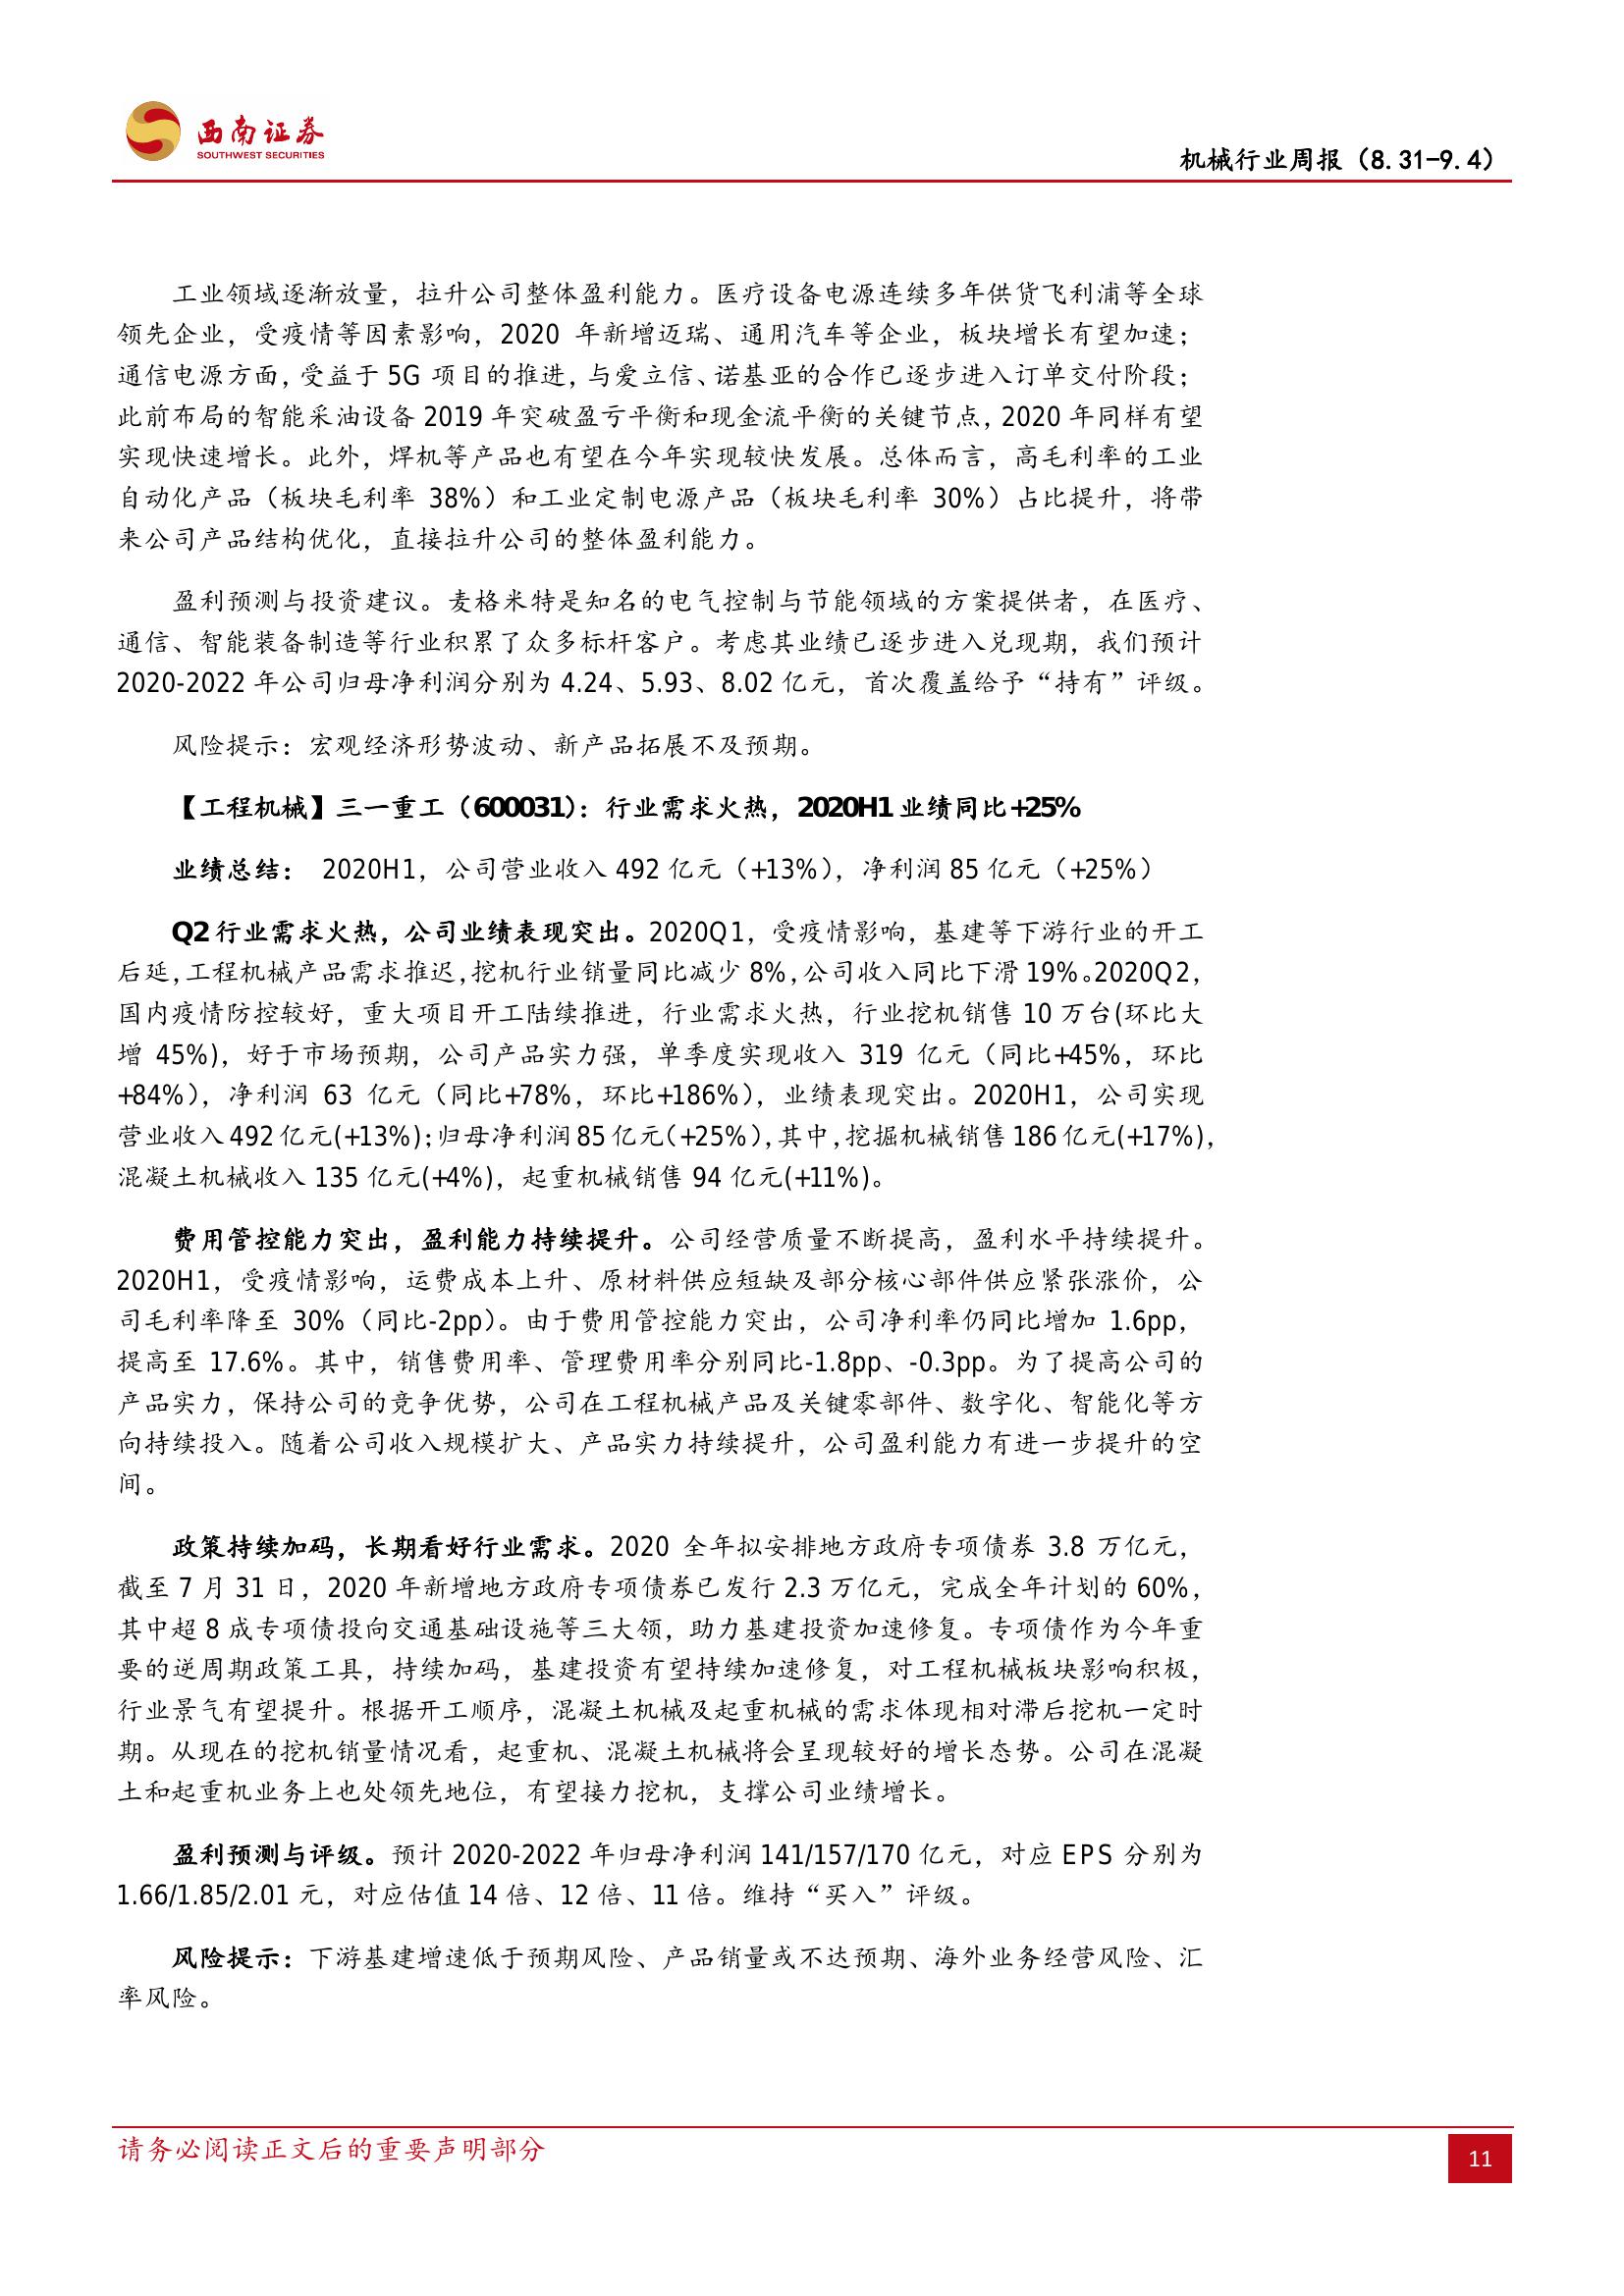 西南证券
SOUTHWEST SECURITIES
机械行业周报（8.31-9.4）
工业领域逐渐放量，拉升公司整体盈利能力。医疗设备电源连续多年供货飞利浦等全球
领先企业，受疫情等因素影响，2020 年新增迈瑞、通用汽车等企业，板块增长有望加速；
通信电源方面，受益于 5G 项目的推进，与爱立信、诺基亚的合作已逐步进入订单交付阶段；
此前布局的智能采油设备 2019 年突破盈亏平衡和现金流平衡的关键节点，2020 年同样有望
实现快速增长。此外，焊机等产品也有望在今年实现较快发展。总体而言，高毛利率的工业
自动化产品（板块毛利率 38%）和工业定制电源产品（板块毛利率 30%）占比提升，将带
来公司产品结构优化，直接拉升公司的整体盈利能力。
盈利预测与投资建议。麦格米特是知名的电气控制与节能领域的方案提供者，在医疗、
通信、智能装备制造等行业积累了众多标杆客户。考虑其业绩已逐步进入兑现期，我们预计
2020-2022 年公司归母净利润分别为 4.24、5.93、8.02 亿元，首次覆盖给予“持有”评级。
风险提示：宏观经济形势波动、新产品拓展不及预期。
【工程机械】三一重工（600031）：行业需求火热，2020H1 业绩同比+25%
业绩总结： 2020H1，公司营业收入 492 亿元（+13%），净利润 85 亿元（+25%）
Q2 行业需求火热，公司业绩表现突出。2020Q1，受疫情影响，基建等下游行业的开工
后延，工程机械产品需求推迟，挖机行业销量同比减少 8%，公司收入同比下滑 19%。2020Q2，
国内疫情防控较好，重大项目开工陆续推进，行业需求火热，行业挖机销售 10 万台(环比大
增 45%)，好于市场预期，公司产品实力强，单季度实现收入 319 亿元（同比+45%，环比
+84%），净利润 63 亿元（同比+78%，环比+186%），业绩表现突出。2020H1，公司实现
营业收入 492 亿元(+13%)；归母净利润 85 亿元（+25%），其中，挖掘机械销售 186 亿元(+17%)，
混凝土机械收入 135 亿元(+4%)，起重机械销售 94 亿元(+11%)。
费用管控能力突出，盈利能力持续提升。公司经营质量不断提高，盈利水平持续提升。
2020H1，受疫情影响，运费成本上升、原材料供应短缺及部分核心部件供应紧张涨价，公
司毛利率降至 30%（同比-2pp）。由于费用管控能力突出，公司净利率仍同比增加 1.6pp，
提高至 17.6%。其中，销售费用率、管理费用率分别同比-1.8pp、-0.3pp。为了提高公司的
产品实力，保持公司的竞争优势，公司在工程机械产品及关键零部件、数字化、智能化等方
向持续投入。随着公司收入规模扩大、产品实力持续提升，公司盈利能力有进一步提升的空
间。
政策持续加码，长期看好行业需求。2020 全年拟安排地方政府专项债券 3.8 万亿元，
截至 7 月 31 日，2020 年新增地方政府专项债券已发行 2.3 万亿元，完成全年计划的 60%，
其中超 8 成专项债投向交通基础设施等三大领，助力基建投资加速修复。专项债作为今年重
要的逆周期政策工具，持续加码，基建投资有望持续加速修复，对工程机械板块影响积极，
行业景气有望提升。根据开工顺序，混凝土机械及起重机械的需求体现相对滞后挖机一定时
期。从现在的挖机销量情况看，起重机、混凝土机械将会呈现较好的增长态势。公司在混凝
土和起重机业务上也处领先地位，有望接力挖机，支撑公司业绩增长。
盈利预测与评级。预计 2020-2022 年归母净利润 141/157/170 亿元，对应 EPS 分别为
1.66/1.85/2.01 元，对应估值 14 倍、12 倍、11 倍。维持“买入”评级。
风险提示：下游基建增速低于预期风险、产品销量或不达预期、海外业务经营风险、汇
率风险。
请务必阅读正文后的重要声明部分
11